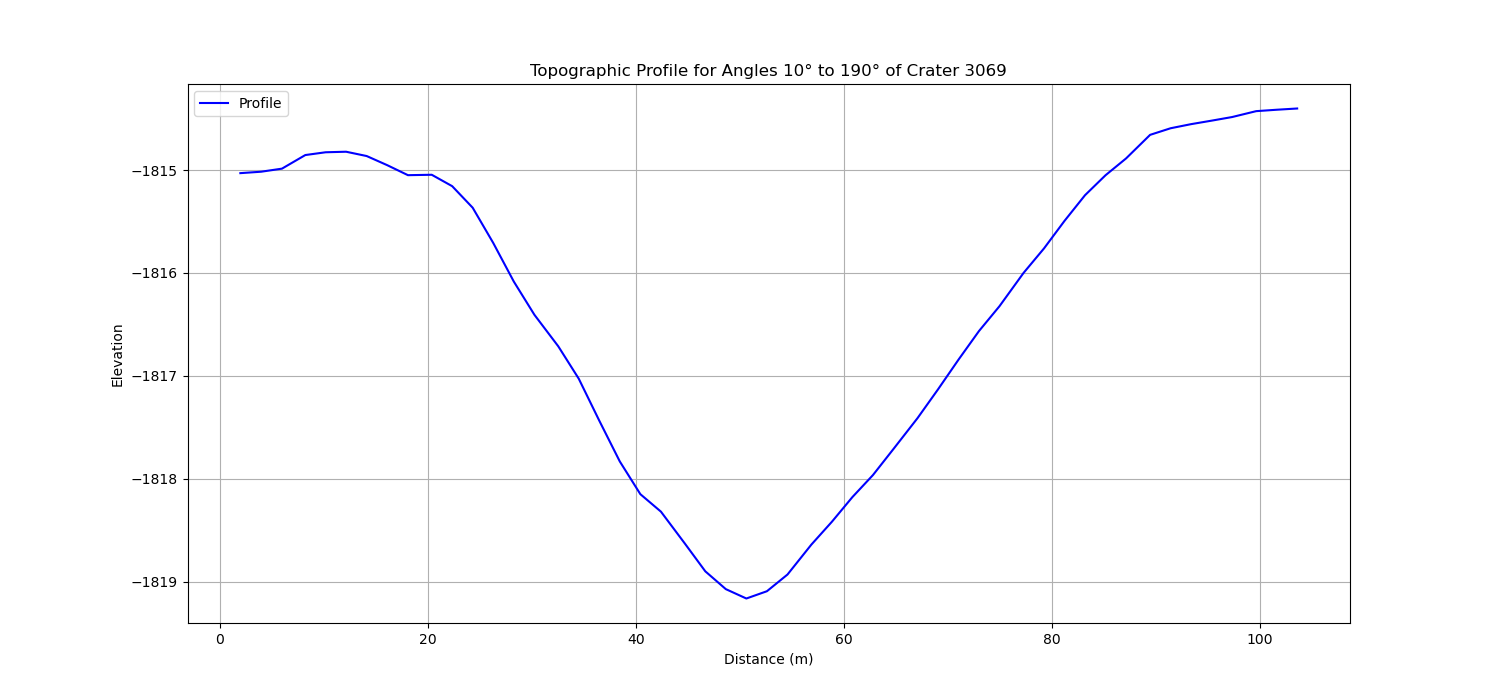 Topographic Profile for Angles 10° to 190° of Crater 3069
Profile
−1815
−1816
−1817
−1818
−1819
Elevation
0 20 40 60 80 100
Distance (m)